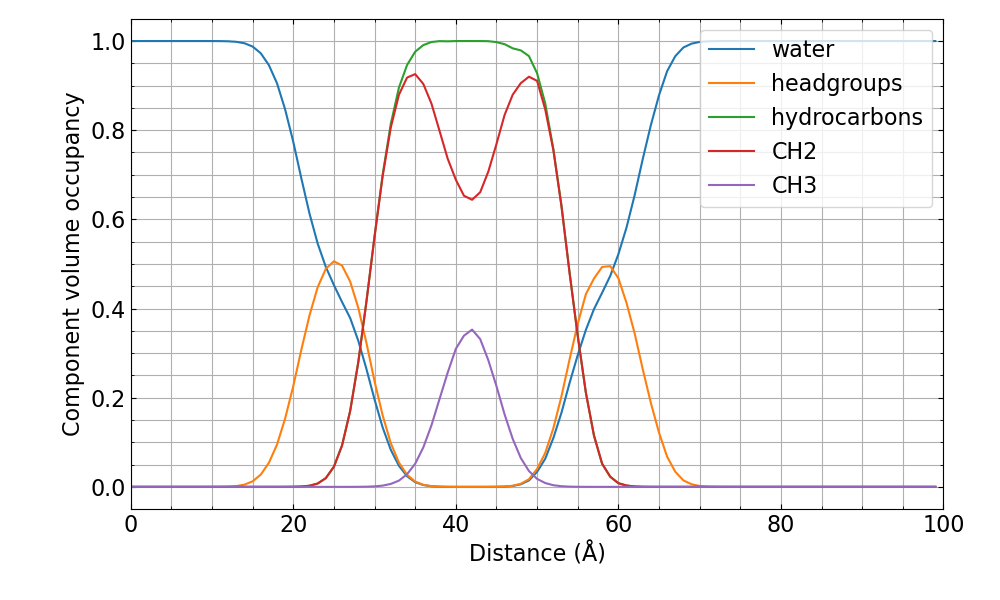 Component volume occupancy
1.0
0.8
0.6
0.4
0.2
0.0
water
headgroups
hydrocarbons
CH2
CH3
0 20 40 60 80 100
Distance (Å)